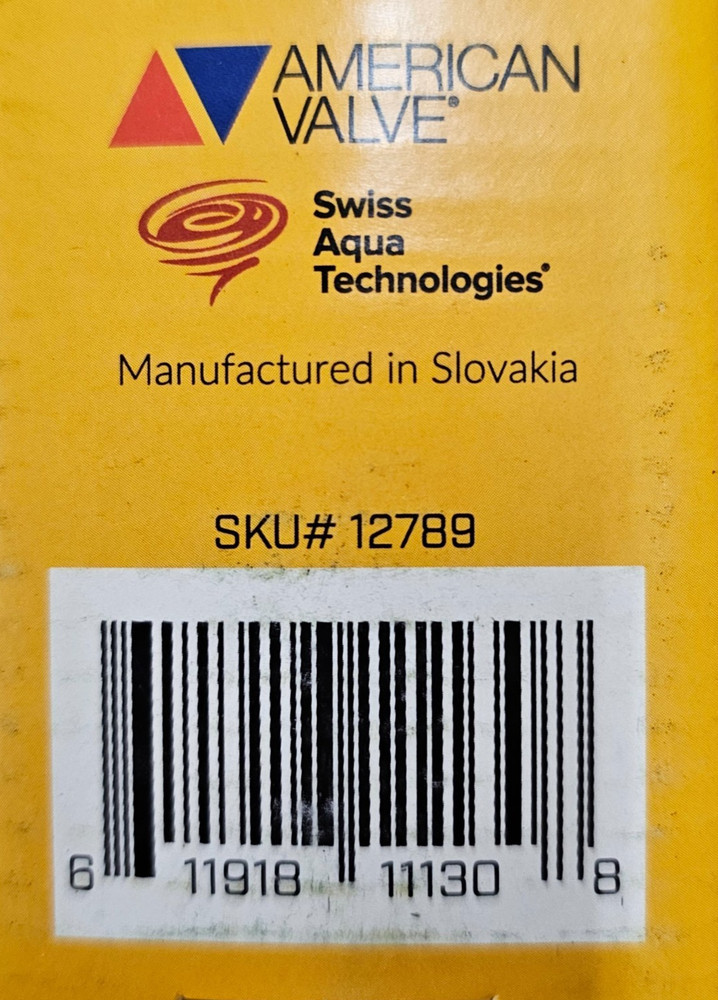 AMERICAN
VALVE®
Swiss
Aqua
Technologies®
Manufactured in Slovakia
SKU# 12789
6 11918 11130 8